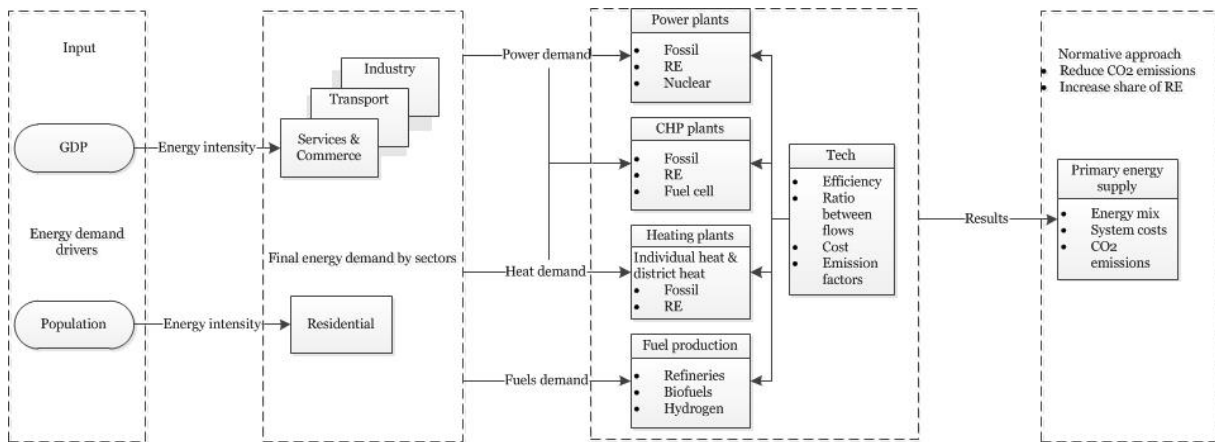 Input
GDP
Energy demand
drivers
Population
Energy intensity
Energy intensity
Industry
Transport
Services &
Commerce
Final energy demand by sectors
Residential
Power demand
Heat demand
Fuels demand
Power plants
• Fossil
• RE
• Nuclear
CHP plants
• Fossil
• RE
• Fuel cell
Heating plants
Individual heat &
district heat
• Fossil
• RE
Fuel production
• Refineries
• Biofuels
• Hydrogen
Tech
• Efficiency
• Ratio
between
flows
• Cost
• Emission
factors
Results
Normative approach
• Reduce CO2 emissions
• Increase share of RE
Primary energy
supply
• Energy mix
• System costs
• CO2
emissions